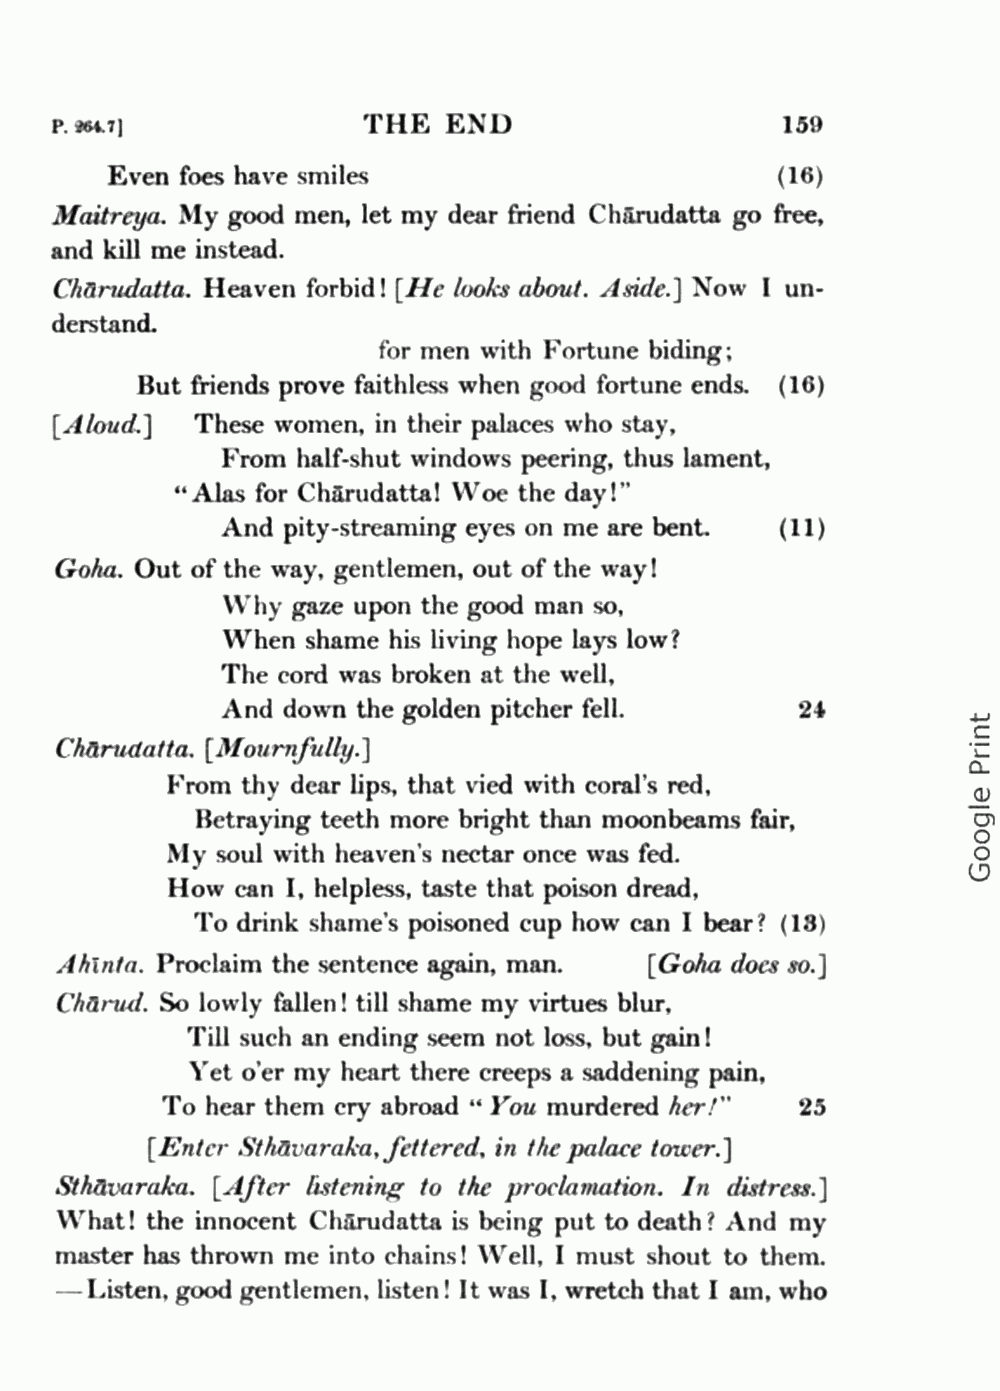 P. 264.7] THE END 159
Even foes have smiles (16)
Maitreya. My good men, let my dear friend Chārudatta go free,
and kill me instead.
Chārudatta. Heaven forbid! [He looks about. Aside.] Now I un-
derstand.
for men with Fortune biding;
But friends prove faithless when good fortune ends. (16)
[Aloud.] These women, in their palaces who stay,
From half-shut windows peering, thus lament,
“Alas for Chārudatta! Woe the day!”
And pity-streaming eyes on me are bent. (11)
Goha. Out of the way, gentlemen, out of the way!
Why gaze upon the good man so,
When shame his living hope lays low?
The cord was broken at the well,
And down the golden pitcher fell. 24
Chārudatta. [Mournfully.]
From thy dear lips, that vied with coral's red,
Betraying teeth more bright than moonbeams fair,
My soul with heaven's nectar once was fed.
How can I, helpless, taste that poison dread,
To drink shame's poisoned cup how can I bear? (13)
Ahīnta. Proclaim the sentence again, man. [Goha does so.]
Chārud. So lowly fallen! till shame my virtues blur,
Till such an ending seem not loss, but gain!
Yet o'er my heart there creeps a saddening pain,
To hear them cry abroad “You murdered her!” 25
[Enter Sthāvaraka, fettered, in the palace tower.]
Sthāvaraka. [After listening to the proclamation. In distress.]
What! the innocent Chārudatta is being put to death? And my
master has thrown me into chains! Well, I must shout to them.
—Listen, good gentlemen, listen! It was I, wretch that I am, who
Google Print